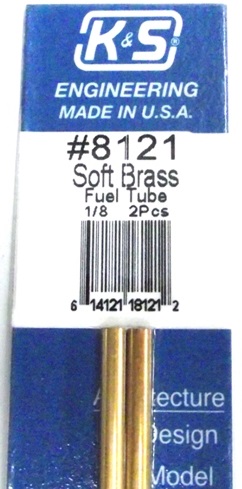 K&S®
ENGINEERING
MADE IN U.S.A.
#8121
Soft Brass
Fuel Tube
1/8 2Pcs
6 14121 18121 2
Design
Model